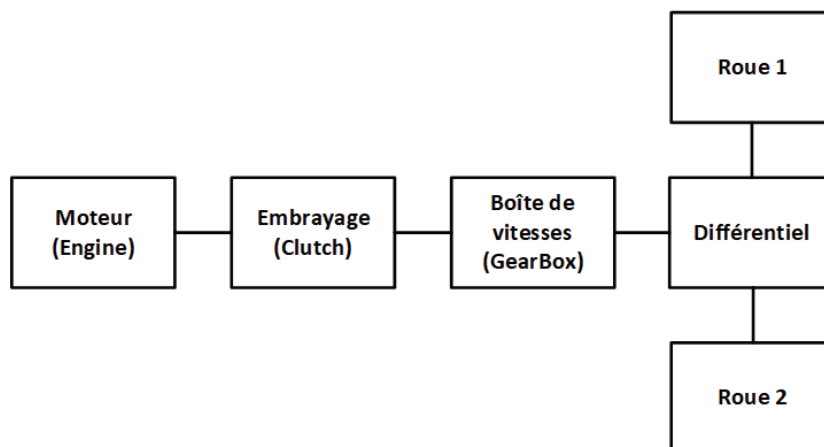 Roue 1
Moteur
(Engine)
Embrayage
(Clutch)
Boîte de
vitesses
(GearBox)
Différentiel
Roue 2